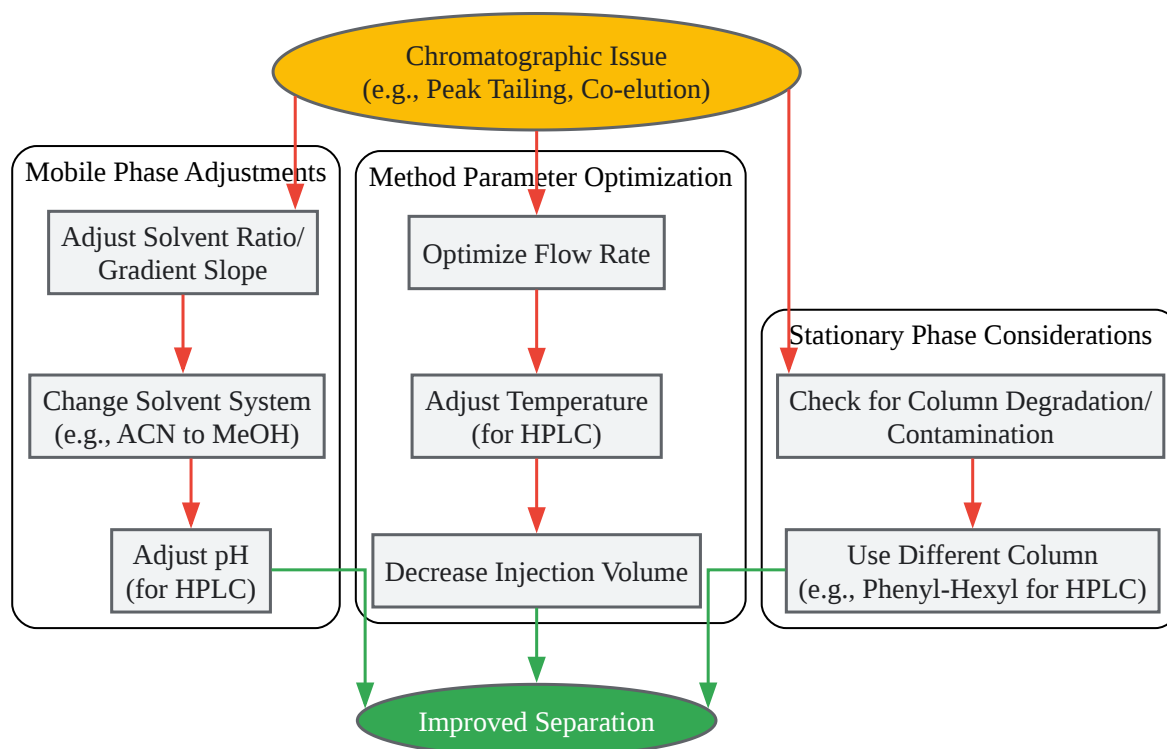 Chromatographic Issue
(e.g., Peak Tailing, Co-elution)
Mobile Phase Adjustments
Adjust Solvent Ratio/
Gradient Slope
Change Solvent System
(e.g., ACN to MeOH)
Adjust pH
(for HPLC)
Method Parameter Optimization
Optimize Flow Rate
Adjust Temperature
(for HPLC)
Decrease Injection Volume
Stationary Phase Considerations
Check for Column Degradation/
Contamination
Use Different Column
(e.g., Phenyl-Hexyl for HPLC)
Improved Separation